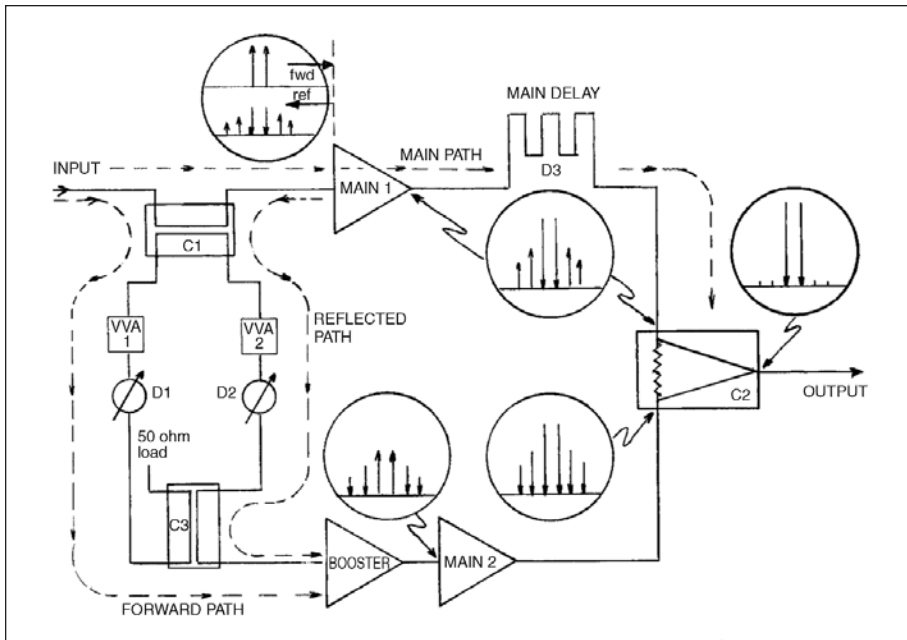 fwd
ref
MAIN DELAY
INPUT
MAIN PATH
MAIN 1
D3
C1
REFLECTED
PATH
VVA
1
VVA
2
D1
D2
C2
OUTPUT
50 ohm
load
C3
BOOSTER
MAIN 2
FORWARD PATH